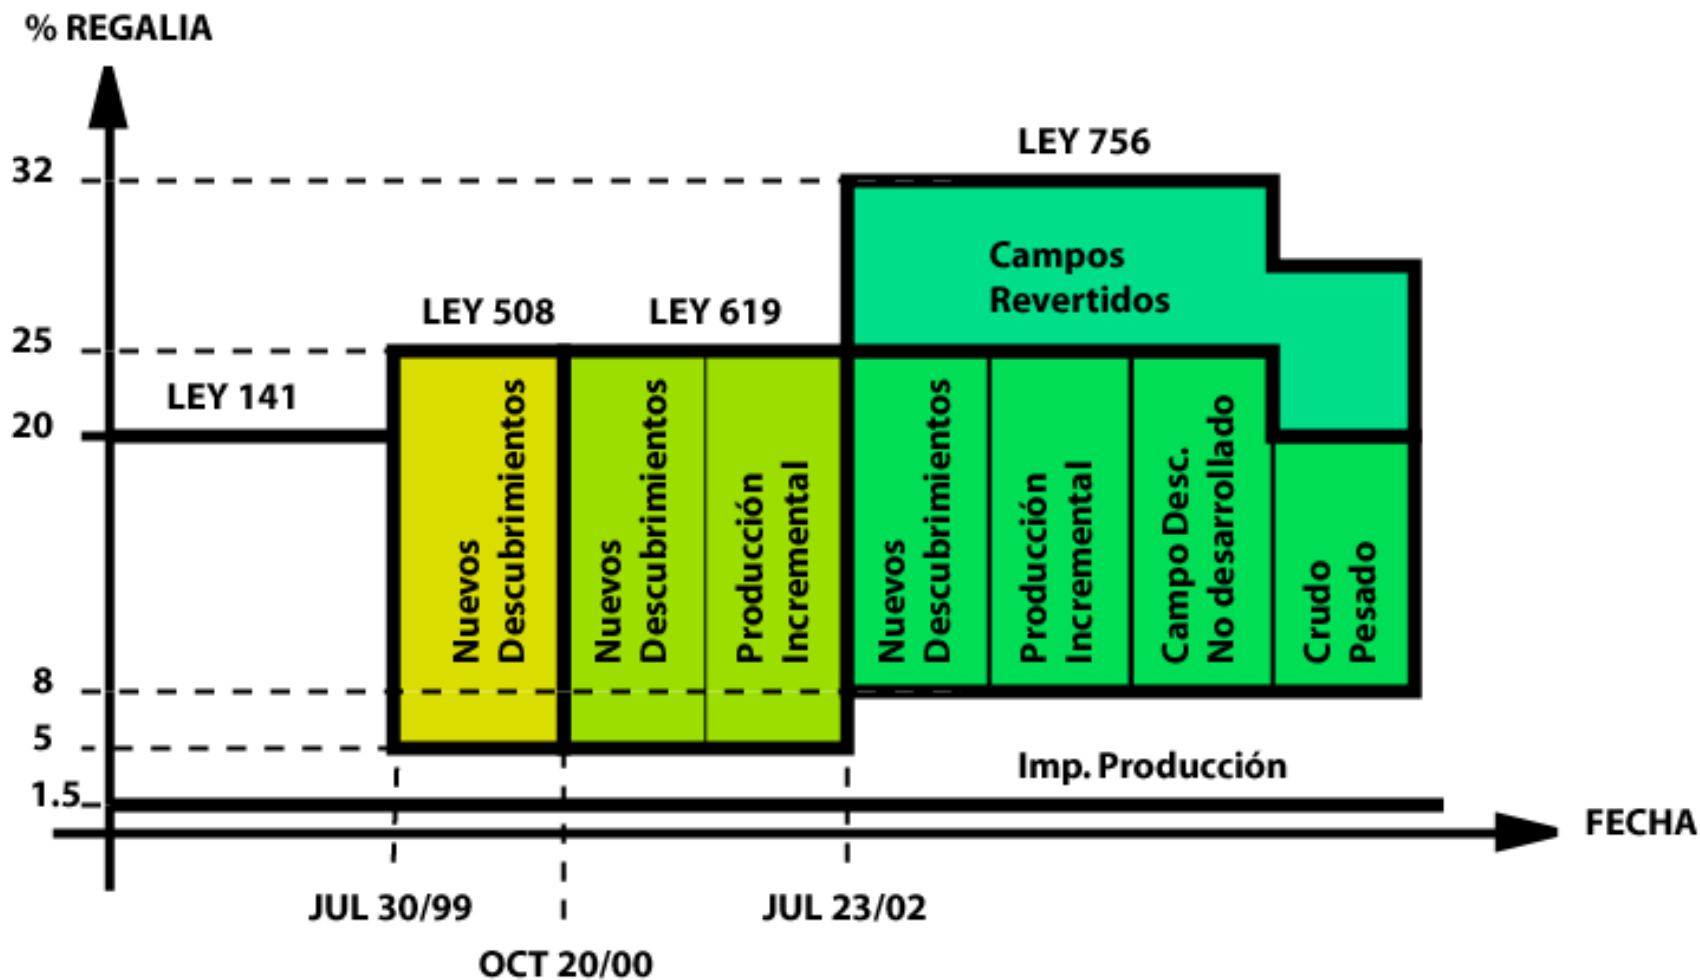 % REGALIA
LEY 756
32
Campos
Revertidos
LEY 508
LEY 619
25
LEY 141
20
Nuevos
Descubrimientos
Nuevos
Descubrimientos
Producción
Incremental
Nuevos
Descubrimientos
Producción
Incremental
Campo Desc.
No desarrollado
Crudo
Pesado
8
5
Imp. Producción
1.5
FECHA
JUL 30/99
JUL 23/02
OCT 20/00